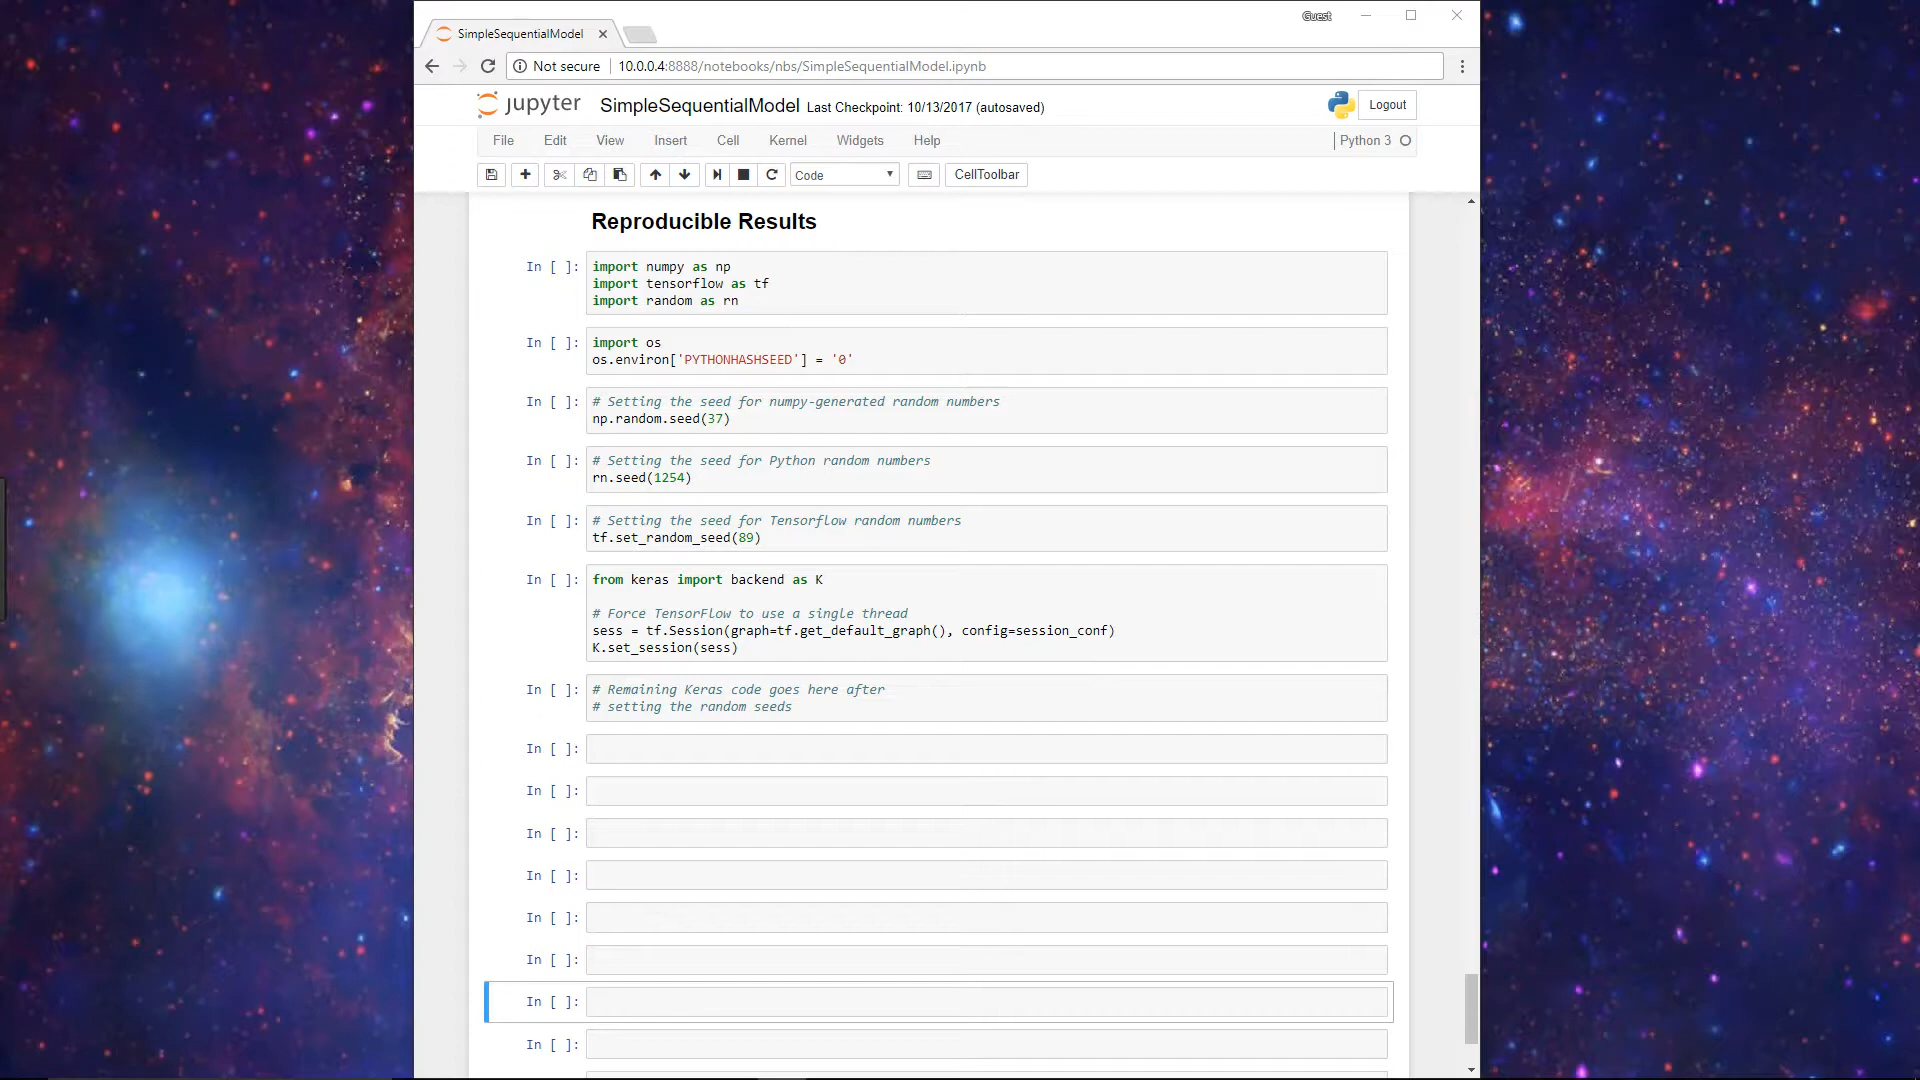 Guest
SimpleSequentialModel
Not secure 10.0.0.4:8888/notebooks/nbs/SimpleSequentialModel.ipynb
jupyter SimpleSequentialModel Last Checkpoint: 10/13/2017 (autosaved) Logout
File Edit View Insert Cell Kernel Widgets Help Python 3
Code CellToolbar
Reproducible Results
In [ ]: import numpy as np
import tensorflow as tf
import random as rn
In [ ]: import os
os.environ['PYTHONHASHSEED'] = '0'
In [ ]: # Setting the seed for numpy-generated random numbers
np.random.seed(37)
In [ ]: # Setting the seed for Python random numbers
rn.seed(1254)
In [ ]: # Setting the seed for Tensorflow random numbers
tf.set_random_seed(89)
In [ ]: from keras import backend as K
# Force TensorFlow to use a single thread
sess = tf.Session(graph=tf.get_default_graph(), config=session_conf)
K.set_session(sess)
In [ ]: # Remaining Keras code goes here after
# setting the random seeds
In [ ]:
In [ ]:
In [ ]:
In [ ]:
In [ ]:
In [ ]:
In [ ]:
In [ ]: